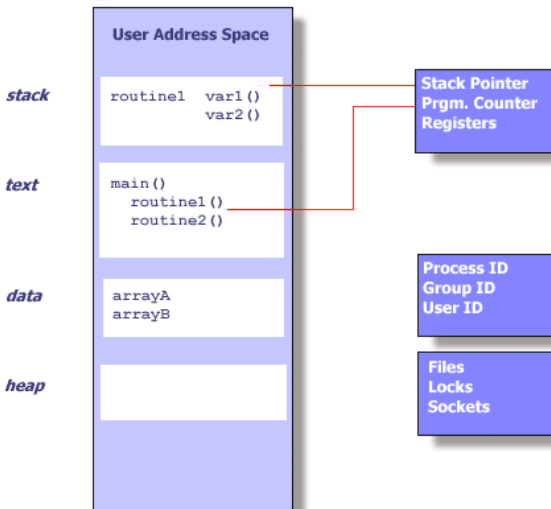 User Address Space
stack
routine1 var1()
var2()
text
main()
routine1()
routine2()
data
arrayA
arrayB
heap
Stack Pointer
Prgm. Counter
Registers
Process ID
Group ID
User ID
Files
Locks
Sockets